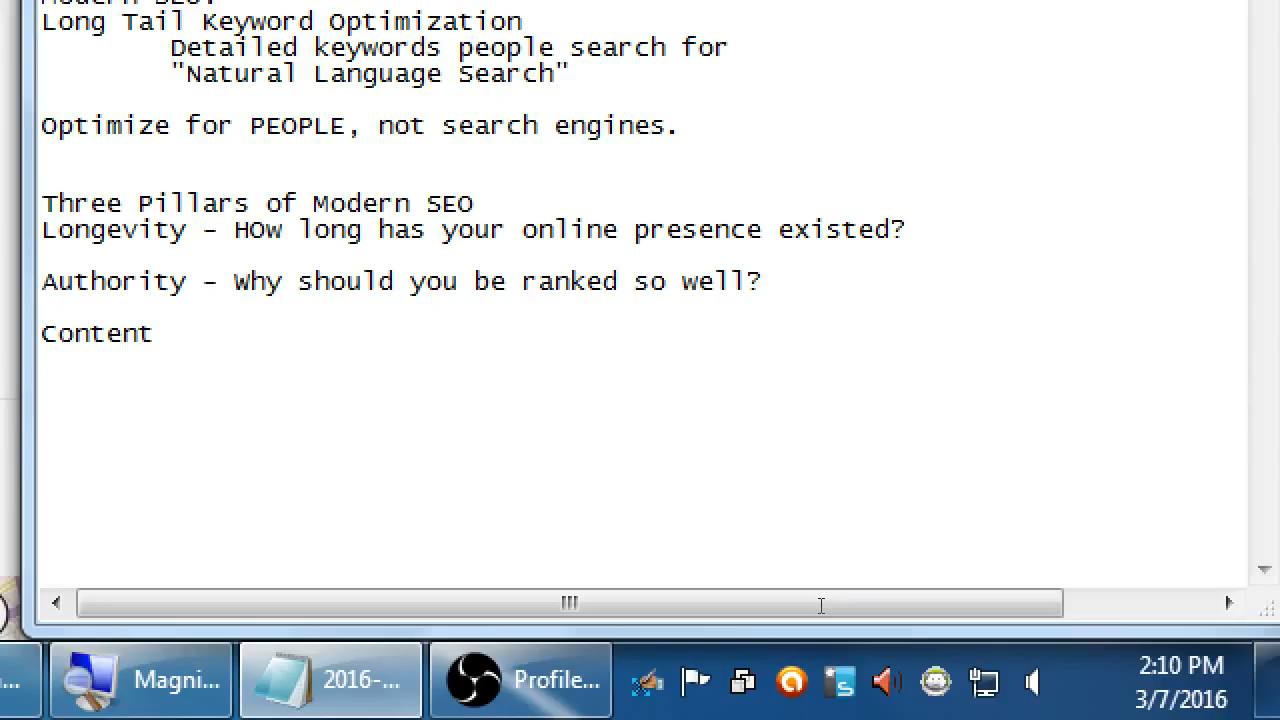 Modern SEO:
Long Tail Keyword Optimization
Detailed keywords people search for
"Natural Language Search"
Optimize for PEOPLE, not search engines.
Three Pillars of Modern SEO
Longevity - HOw long has your online presence existed?
Authority - Why should you be ranked so well?
Content
... Magni... 2016-... Profile... 2:10 PM
3/7/2016